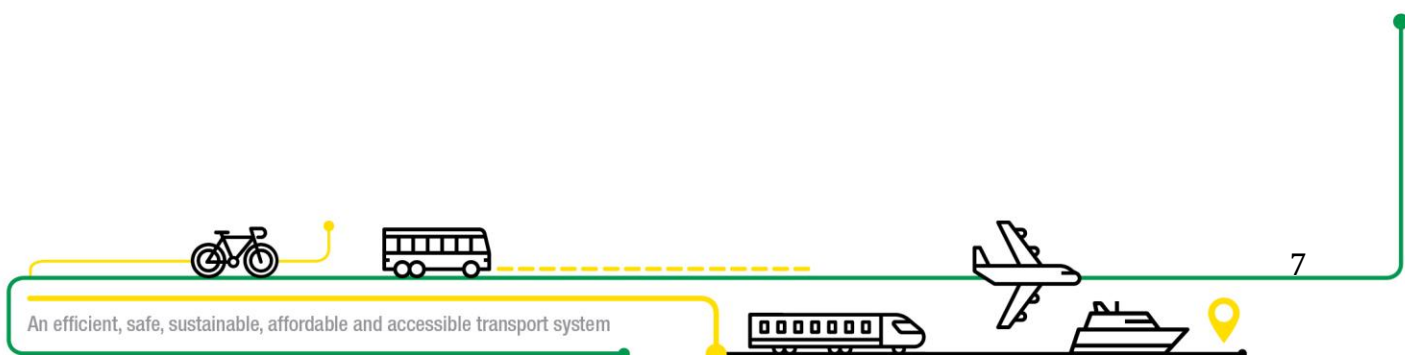 7
An efficient, safe, sustainable, affordable and accessible transport system